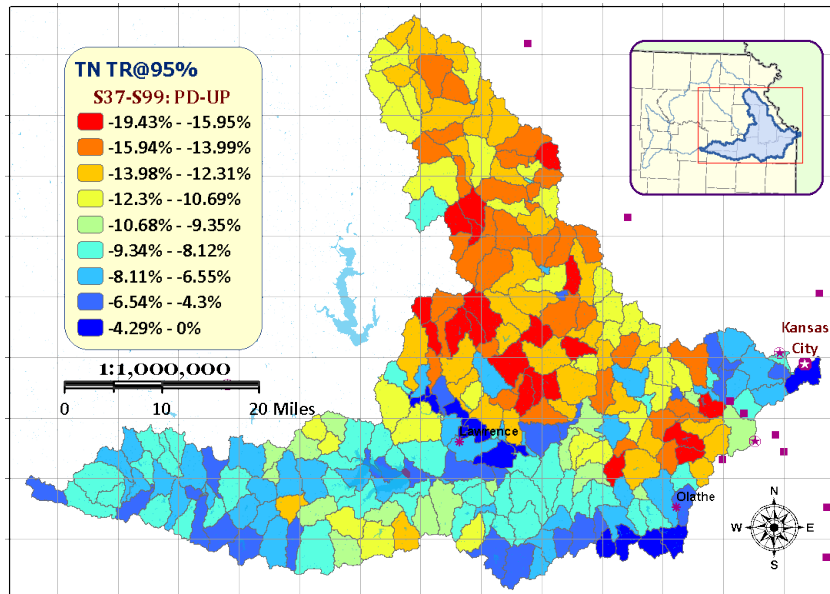 TN TR@95%
S37-S99: PD-UP
-19.43% - -15.95%
-15.94% - -13.99%
-13.98% - -12.31%
-12.3% - -10.69%
-10.68% - -9.35%
-9.34% - -8.12%
-8.11% - -6.55%
-6.54% - -4.3%
-4.29% - 0%
1:1,000,000
0 10 20 Miles
Kansas
City
Lawrence
Olathe
N
W E
S